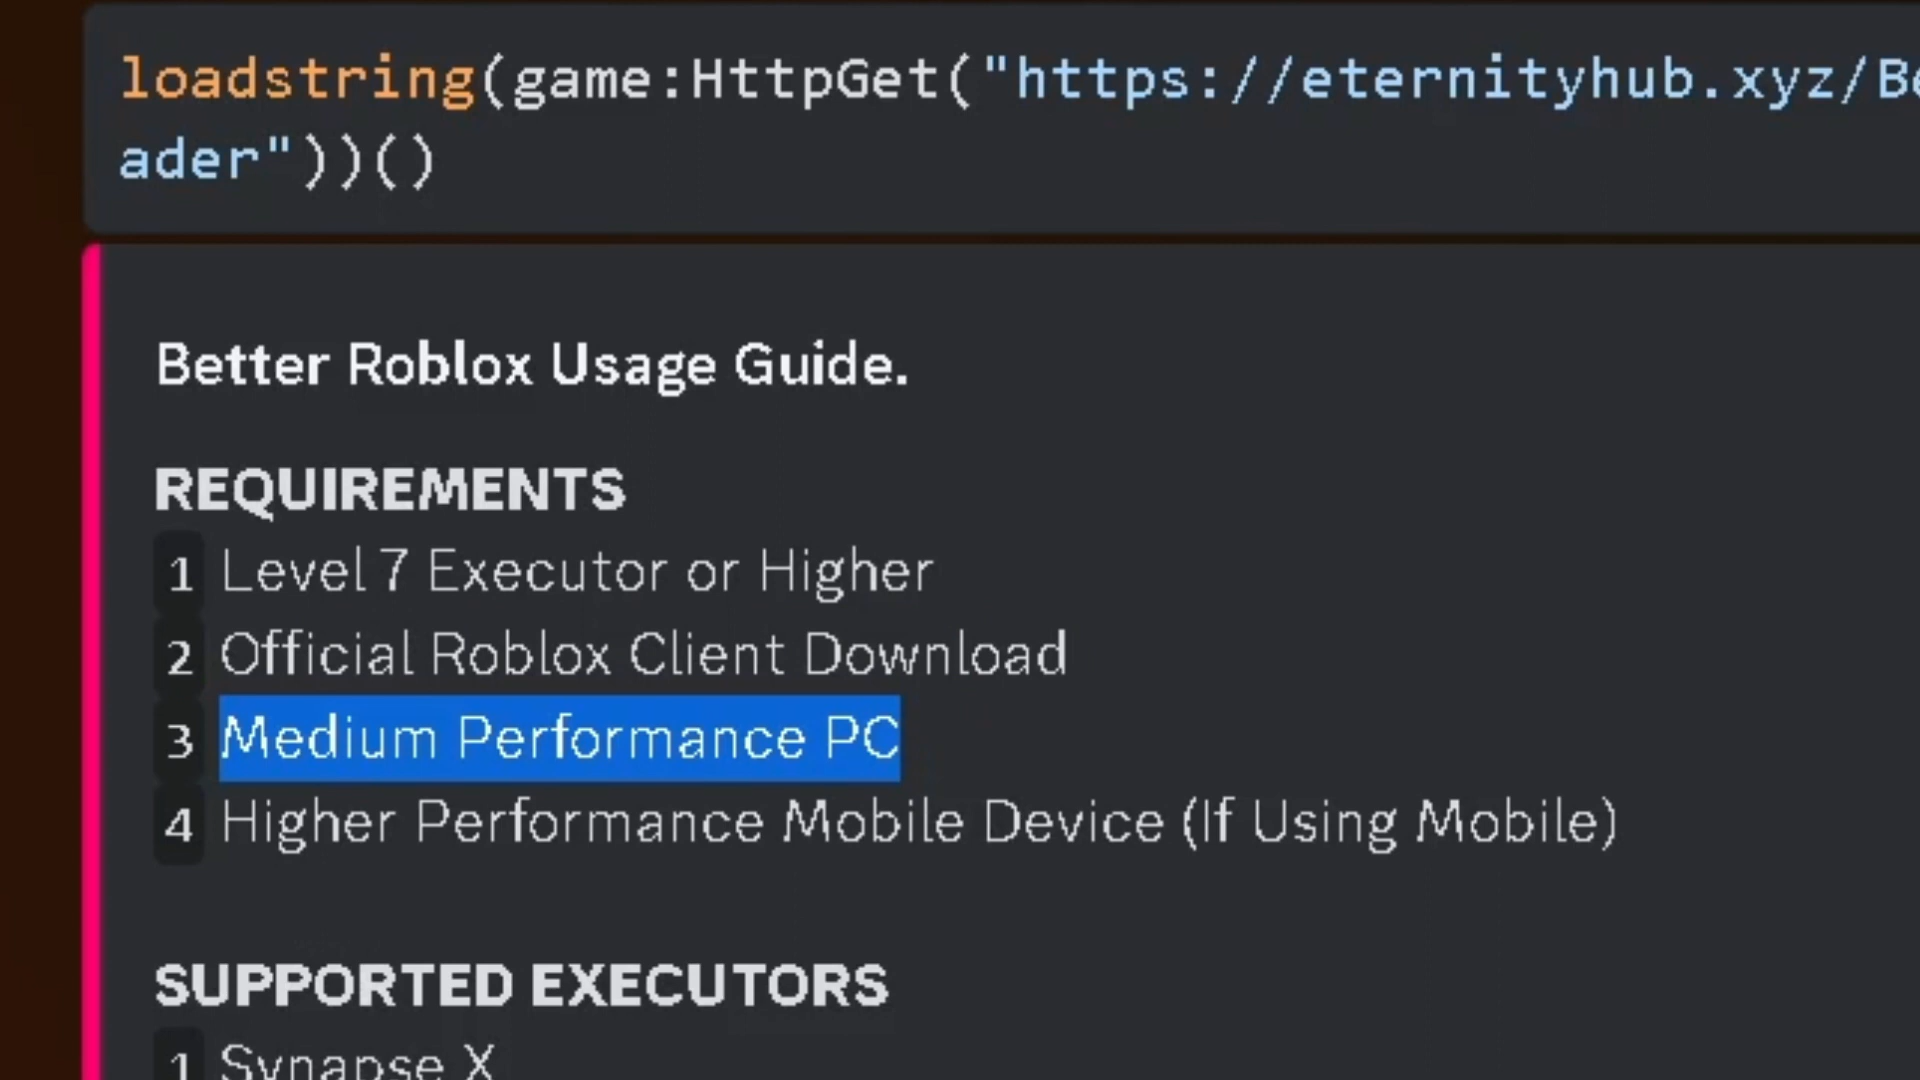 loadstring(game:HttpGet("https://eternityhub.xyz/Be
ader"))()
Better Roblox Usage Guide.
REQUIREMENTS
1 Level 7 Executor or Higher
2 Official Roblox Client Download
3 Medium Performance PC
4 Higher Performance Mobile Device (If Using Mobile)
SUPPORTED EXECUTORS
1 Synapse X